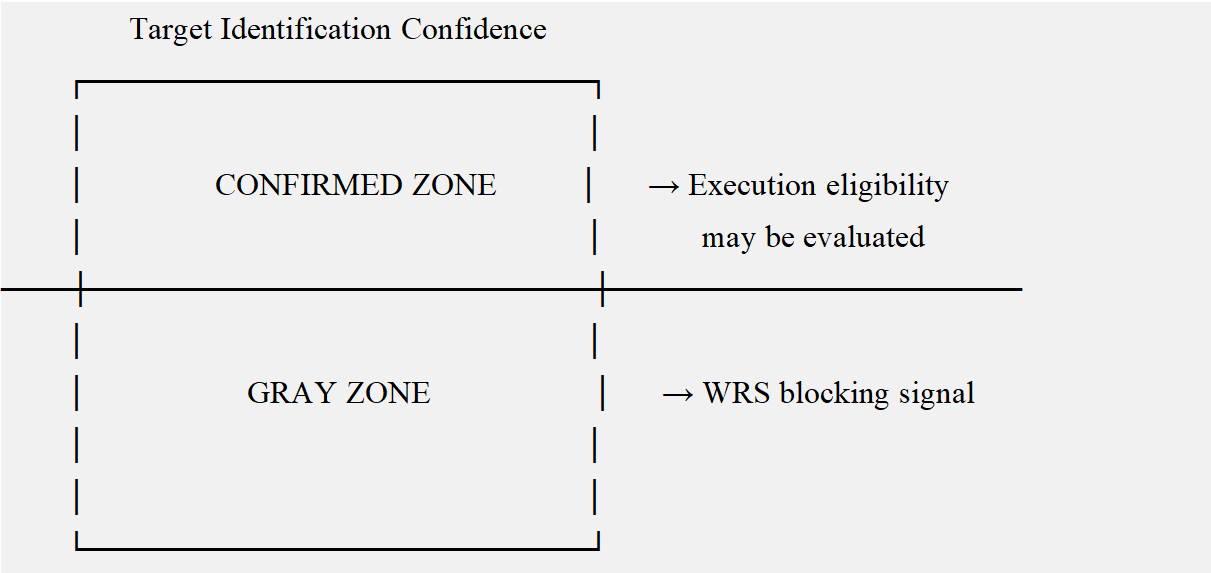 Target Identification Confidence
CONFIRMED ZONE
→ Execution eligibility
may be evaluated
GRAY ZONE
→ WRS blocking signal